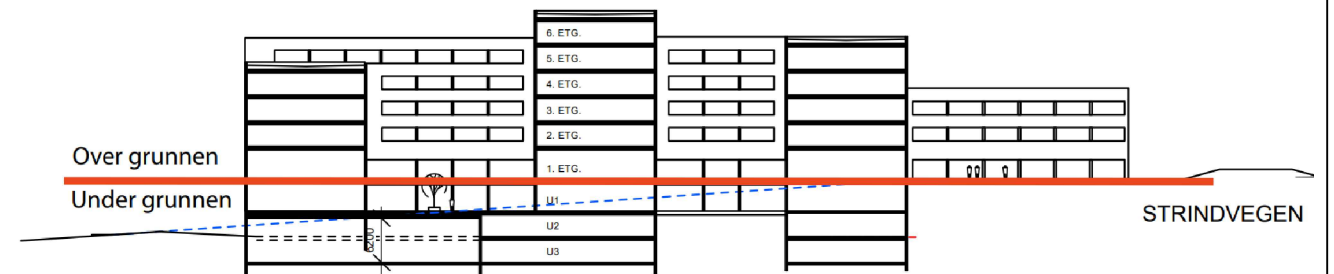 6. ETG.
5. ETG.
4. ETG.
3. ETG.
2. ETG.
Over grunnen
1. ETG.
Under grunnen
U1
STRINDVEGEN
U2
6200
U3